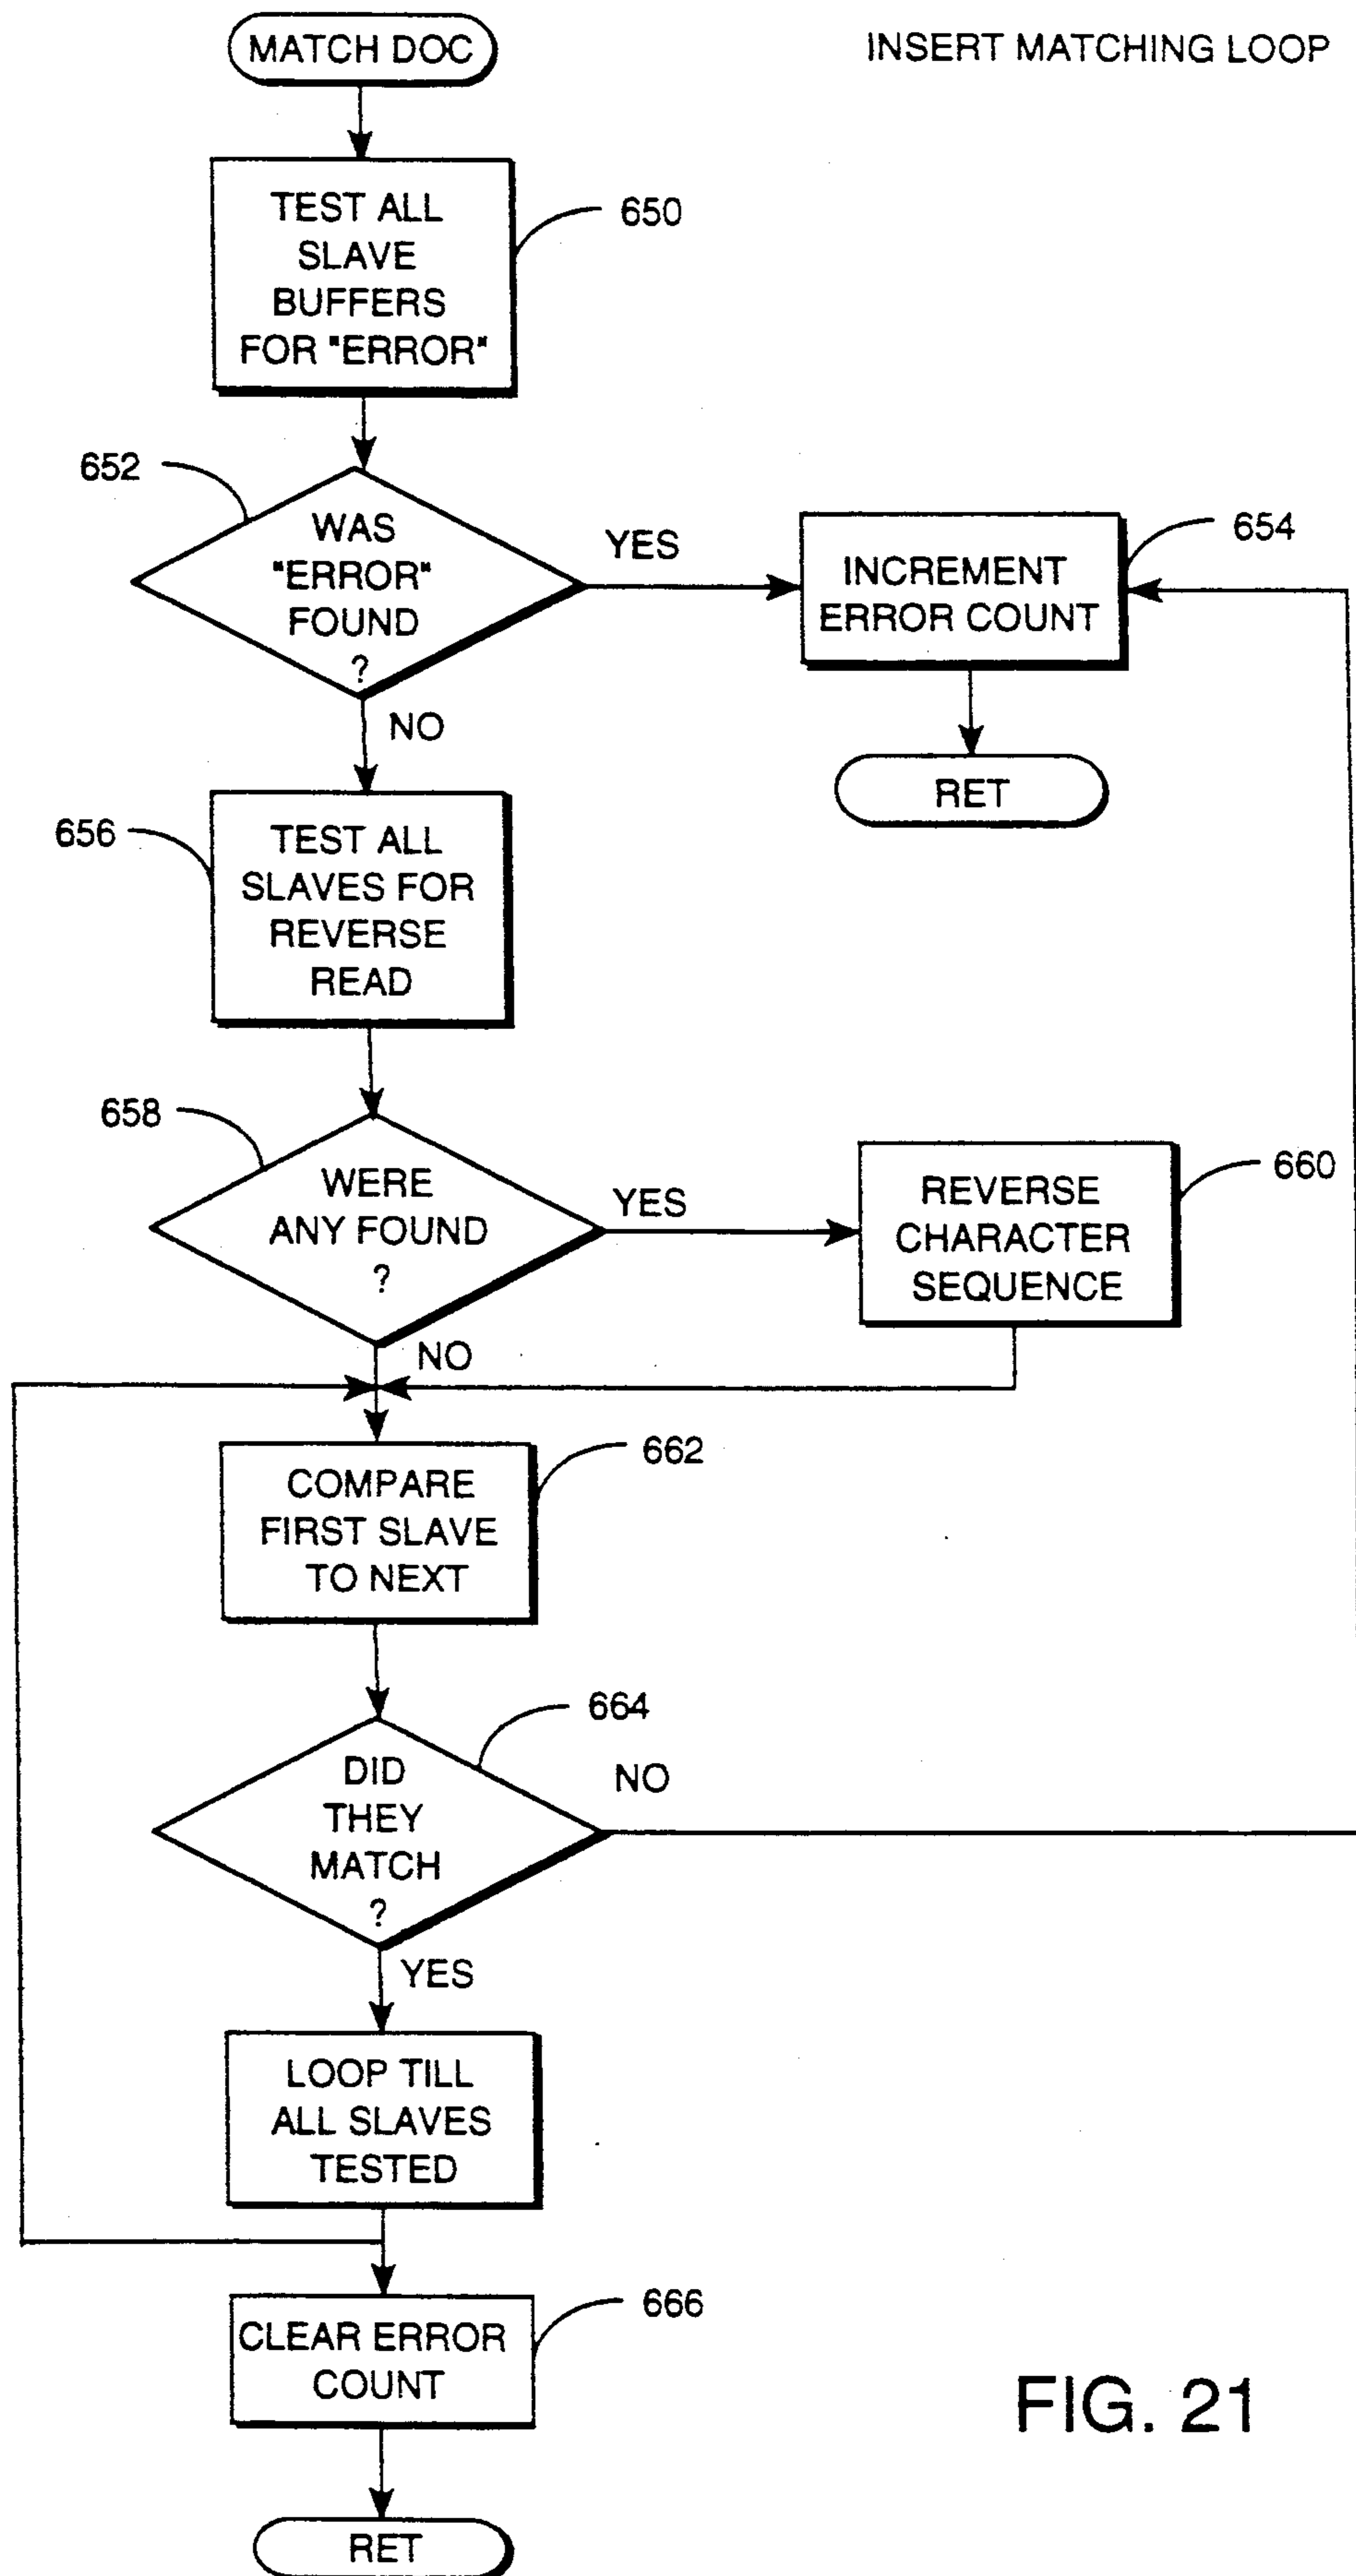 MATCH DOC
INSERT MATCHING LOOP
TEST ALL
SLAVE
BUFFERS
FOR "ERROR"
650
652
WAS
"ERROR"
FOUND
?
YES
INCREMENT
ERROR COUNT
654
NO
RET
656
TEST ALL
SLAVES FOR
REVERSE
READ
658
WERE
ANY FOUND
?
YES
REVERSE
CHARACTER
SEQUENCE
660
NO
COMPARE
FIRST SLAVE
TO NEXT
662
664
DID
THEY
MATCH
?
NO
YES
LOOP TILL
ALL SLAVES
TESTED
CLEAR ERROR
COUNT
666
RET
FIG. 21